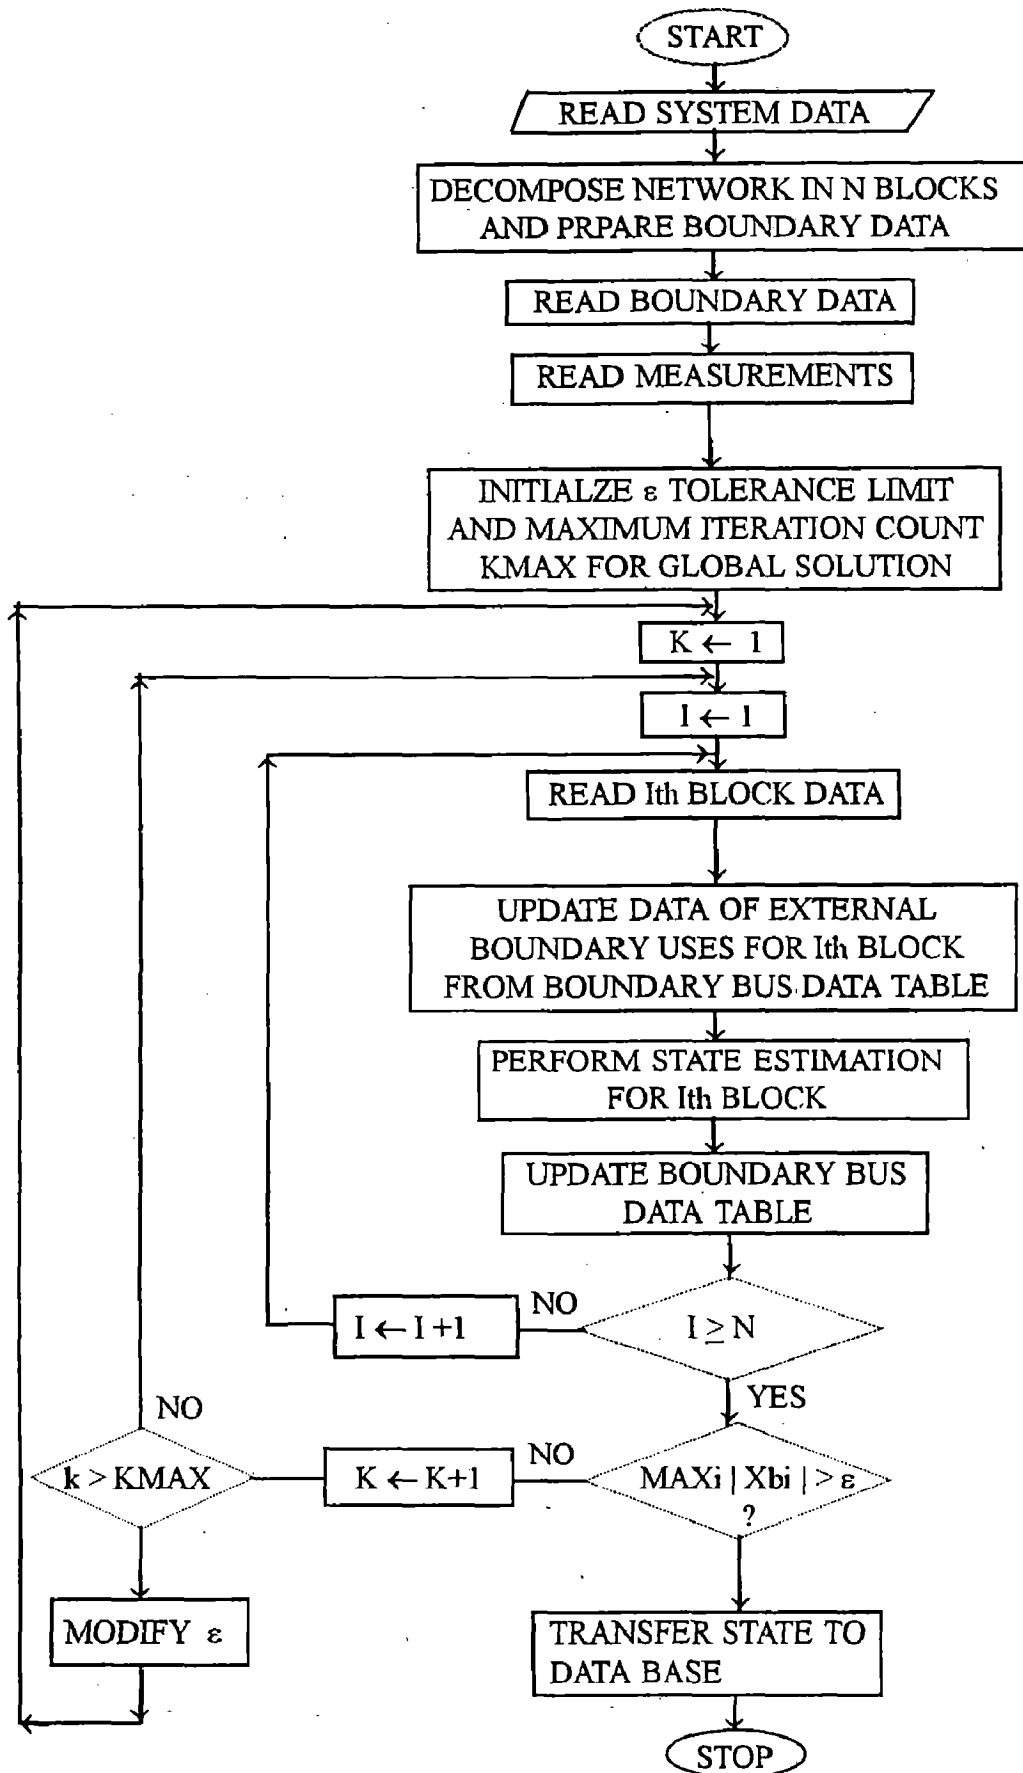 START
READ SYSTEM DATA
DECOMPOSE NETWORK IN N BLOCKS
AND PRPARE BOUNDARY DATA
READ BOUNDARY DATA
READ MEASUREMENTS
INITIALZE ε TOLERANCE LIMIT
AND MAXIMUM ITERATION COUNT
KMAX FOR GLOBAL SOLUTION
K ← 1
I ← 1
READ Ith BLOCK DATA
UPDATE DATA OF EXTERNAL
BOUNDARY USES FOR Ith BLOCK
FROM BOUNDARY BUS DATA TABLE
PERFORM STATE ESTIMATION
FOR Ith BLOCK
UPDATE BOUNDARY BUS
DATA TABLE
I ← I +1
NO
I ≥ N
YES
NO
k > KMAX
K ← K+1
NO
MAXi | Xbi | > ε
?
MODIFY ε
TRANSFER STATE TO
DATA BASE
STOP